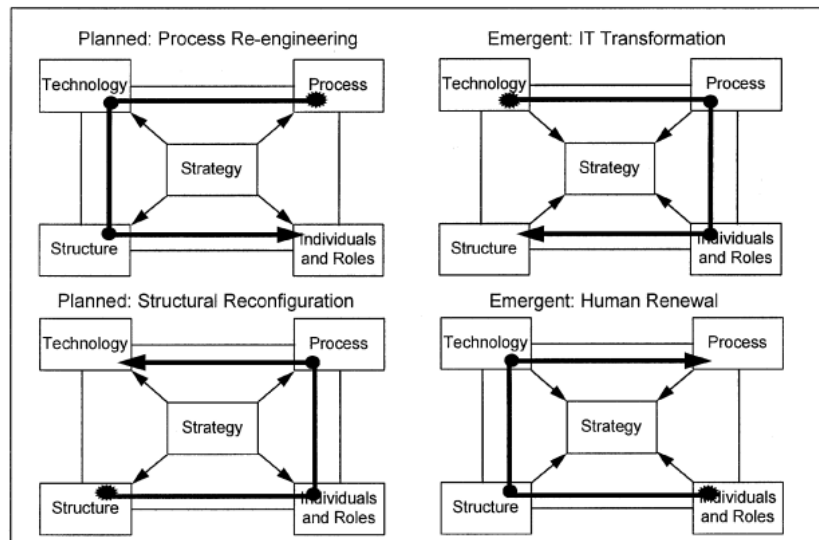 Planned: Process Re-engineering
Technology
Process
Strategy
Structure
Individuals
and Roles
Emergent: IT Transformation
Technology
Process
Strategy
Structure
Individuals
and Roles
Planned: Structural Reconfiguration
Technology
Process
Strategy
Structure
Individuals
and Roles
Emergent: Human Renewal
Technology
Process
Strategy
Structure
Individuals
and Roles